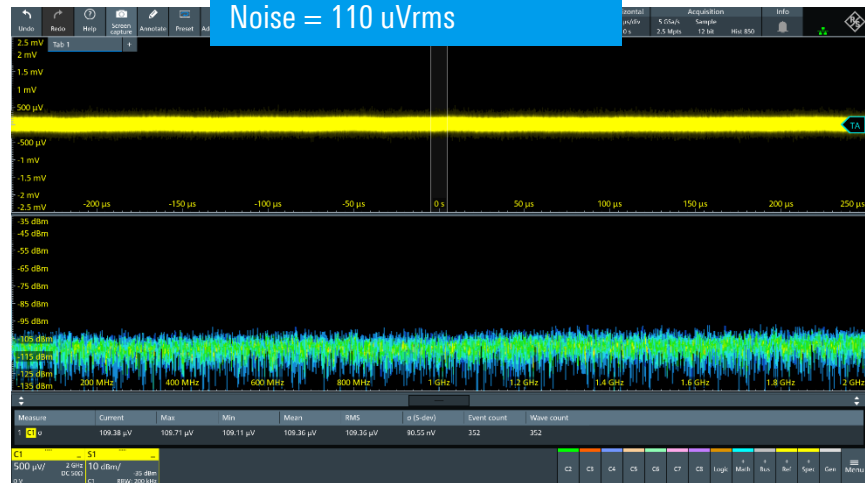 Noise = 110 uVrms
Undo Redo Help Screen capture Annotate Preset
5 GSa/s Sample
2.5 Mpts 12 bit Hist 850
Acquisition
Info
Tab 1 +
2.5 mV
2 mV
1.5 mV
1 mV
500 µV
-500 µV
-1 mV
-1.5 mV
-2 mV
-2.5 mV
-200 µs -150 µs -100 µs -50 µs 0 s 50 µs 100 µs 150 µs 200 µs 250 µs
TA
-35 dBm
-45 dBm
-55 dBm
-65 dBm
-75 dBm
-85 dBm
-95 dBm
-105 dBm
-115 dBm
-125 dBm
-135 dBm
200 MHz 400 MHz 600 MHz 800 MHz 1 GHz 1.2 GHz 1.4 GHz 1.6 GHz 1.8 GHz 2 GHz
Measure Current Max Min Mean RMS σ (S-dev) Event count Wave count
1 C1 σ 109.38 µV 109.71 µV 109.11 µV 109.36 µV 109.36 µV 90.55 nV 352 352
C1 S1
500 µV/ 2 GHz 10 dBm/
DC 50Ω -35 dBm
0 V C1 RBW: 200 kHz
C2 C3 C4 C5 C6 C7 C8 Logic Math Bus Ref Spec Gen Menu